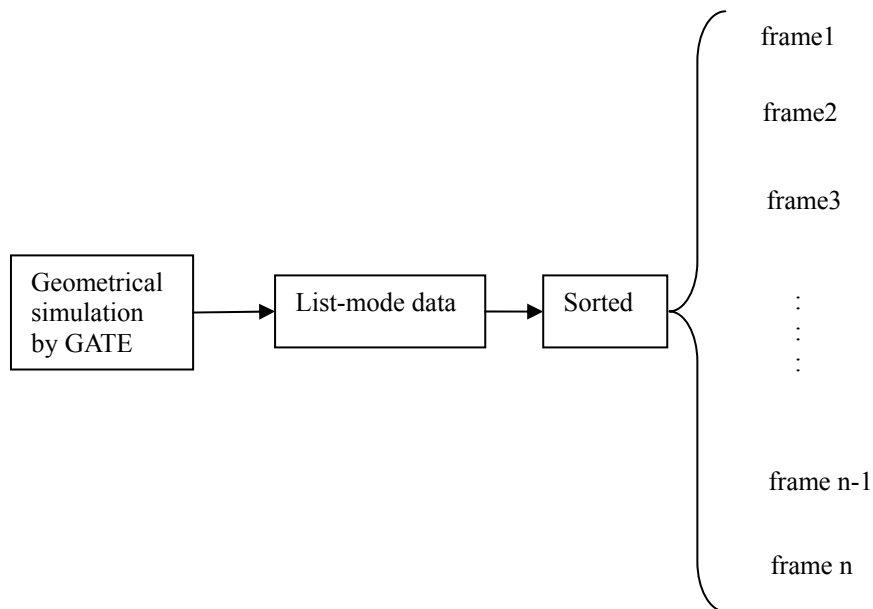 frame1
frame2
frame3
Geometrical
simulation
by GATE
List-mode data
Sorted
⋮
frame n-1
frame n